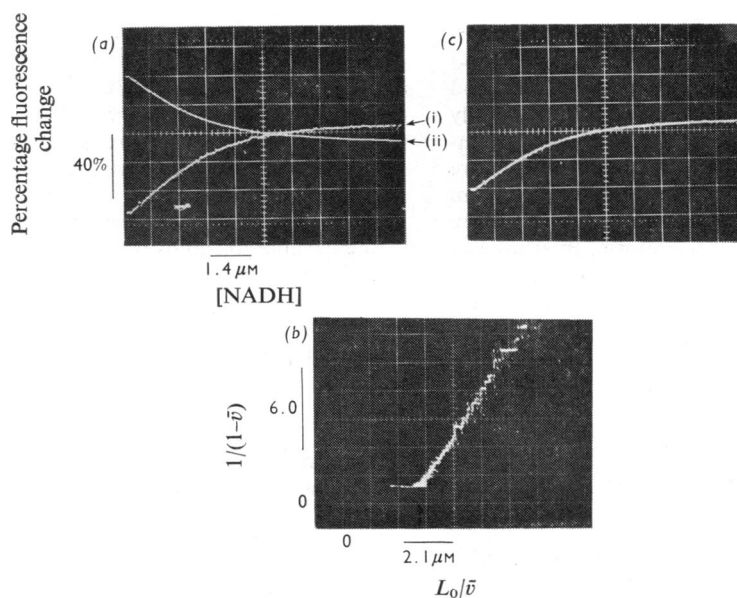 Percentage fluorescence
change
(a)
(c)
(i)
(ii)
40%
1.4 μM
[NADH]
(b)
1/(1–v̄)
6.0
0
0
2.1 μM
L₀/v̄